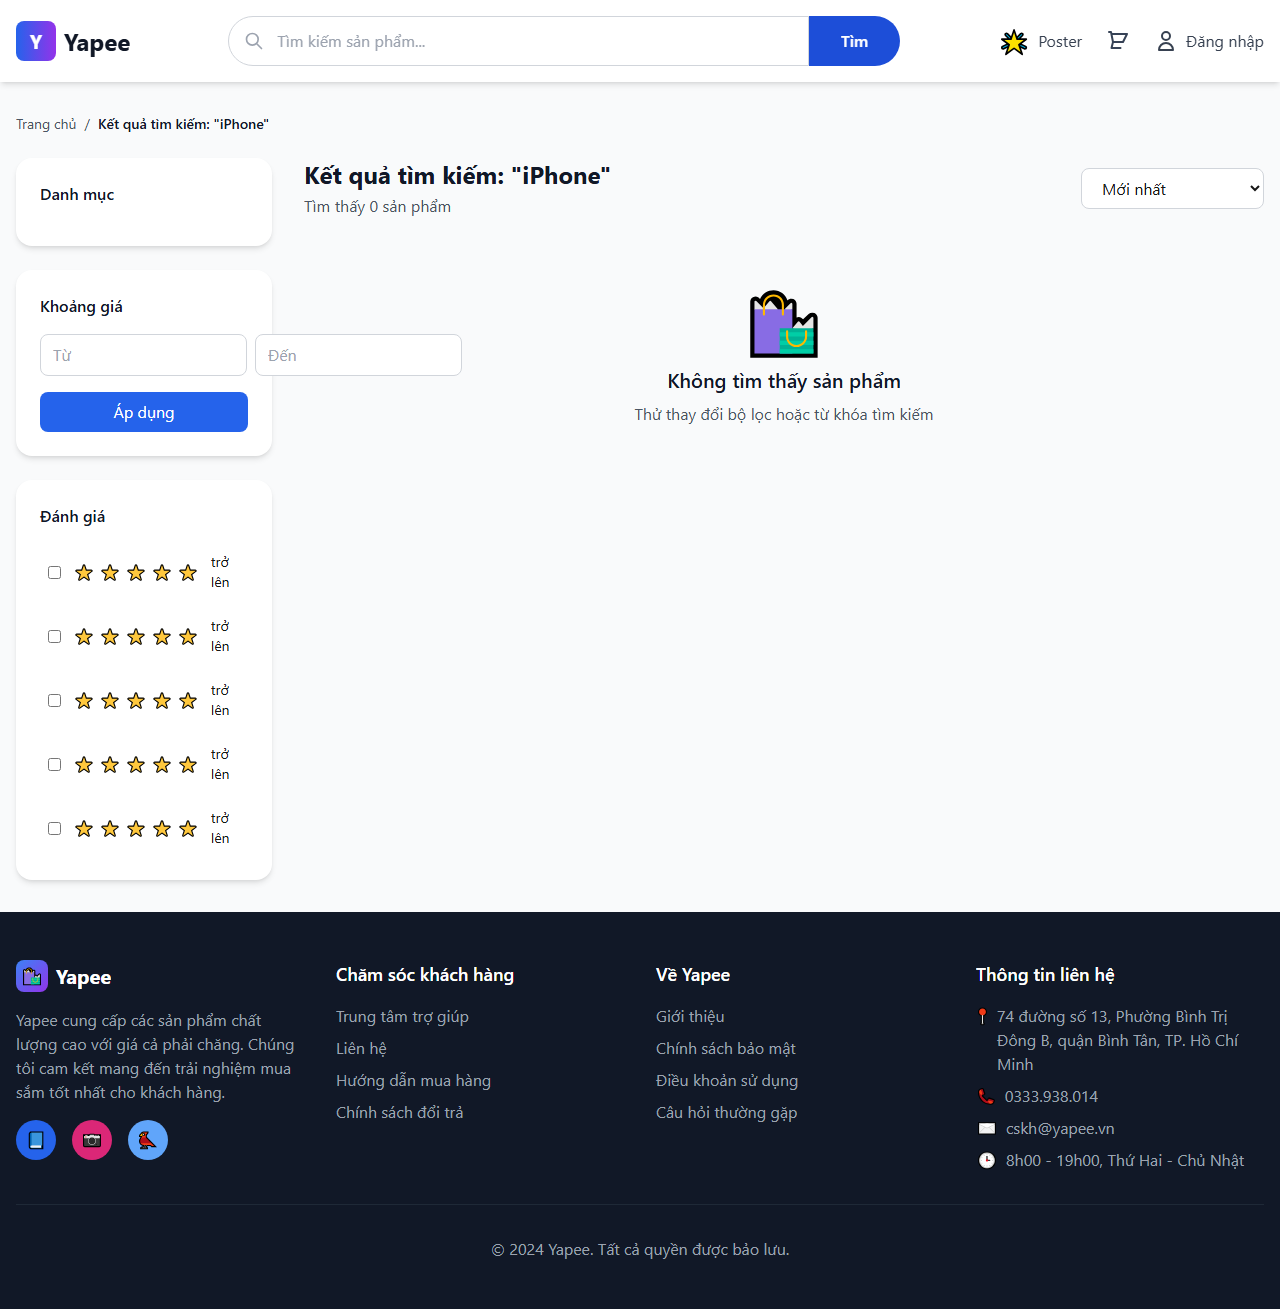 Y Yapee
Tìm kiếm sản phẩm...
Tìm
Poster
Đăng nhập
Trang chủ / Kết quả tìm kiếm: "iPhone"
Danh mục
Khoảng giá
Từ
Đến
Áp dụng
Đánh giá
trở
lên
trở
lên
trở
lên
trở
lên
trở
lên
Kết quả tìm kiếm: "iPhone"
Tìm thấy 0 sản phẩm
Mới nhất
Không tìm thấy sản phẩm
Thử thay đổi bộ lọc hoặc từ khóa tìm kiếm
Yapee
Yapee cung cấp các sản phẩm chất
lượng cao với giá cả phải chăng. Chúng
tôi cam kết mang đến trải nghiệm mua
sắm tốt nhất cho khách hàng.
Chăm sóc khách hàng
Trung tâm trợ giúp
Liên hệ
Hướng dẫn mua hàng
Chính sách đổi trả
Về Yapee
Giới thiệu
Chính sách bảo mật
Điều khoản sử dụng
Câu hỏi thường gặp
Thông tin liên hệ
74 đường số 13, Phường Bình Trị
Đông B, quận Bình Tân, TP. Hồ Chí
Minh
0333.938.014
cskh@yapee.vn
8h00 - 19h00, Thứ Hai - Chủ Nhật
© 2024 Yapee. Tất cả quyền được bảo lưu.